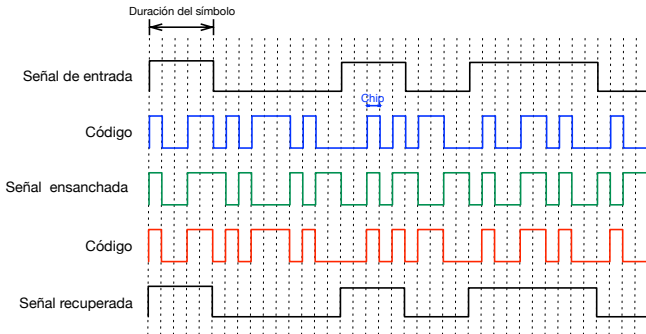 Duración del símbolo
Señal de entrada
Chip
Código
Señal ensanchada
Código
Señal recuperada